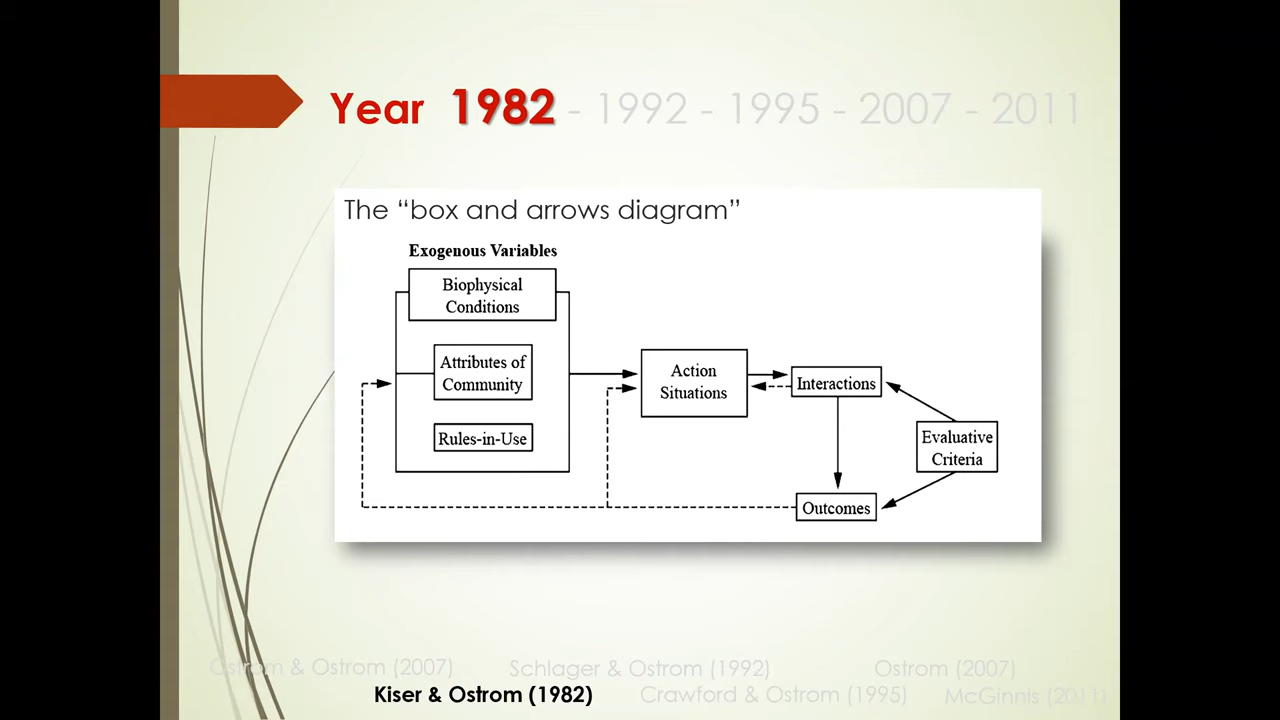 Year 1982 - 1992 - 1995 - 2007 - 2011
The “box and arrows diagram”
Exogenous Variables
Biophysical
Conditions
Attributes of
Community
Rules-in-Use
Action
Situations
Interactions
Evaluative
Criteria
Outcomes
Ostrom & Ostrom (2007) Schlager & Ostrom (1992) Ostrom (2007)
Kiser & Ostrom (1982) Crawford & Ostrom (1995) McGinnis (2011)